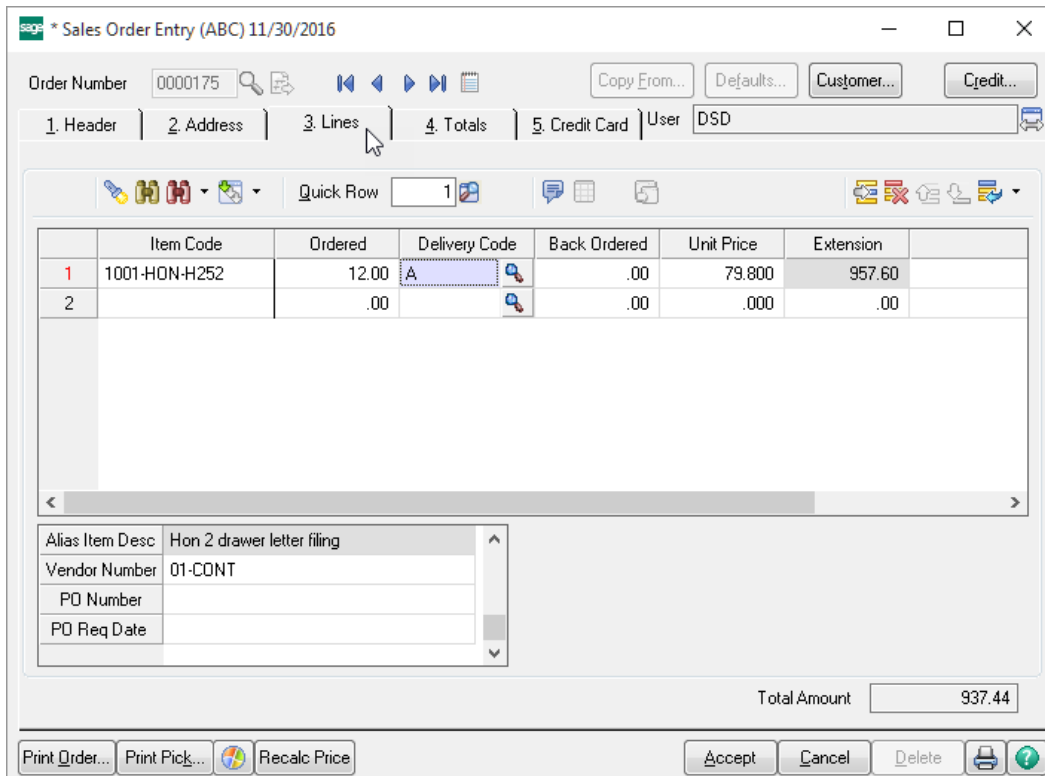 sage * Sales Order Entry (ABC) 11/30/2016
Order Number 0000175 Copy From... Defaults... Customer... Credit...
1. Header 2. Address 3. Lines 4. Totals 5. Credit Card User DSD
Quick Row 1
Item Code Ordered Delivery Code Back Ordered Unit Price Extension
1 1001-HON-H252 12.00 A .00 79.800 957.60
2 .00 .00 .000 .00
Alias Item Desc Hon 2 drawer letter filing
Vendor Number 01-CONT
PO Number
PO Req Date
Total Amount 937.44
Print Order... Print Pick... Recalc Price Accept Cancel Delete ?